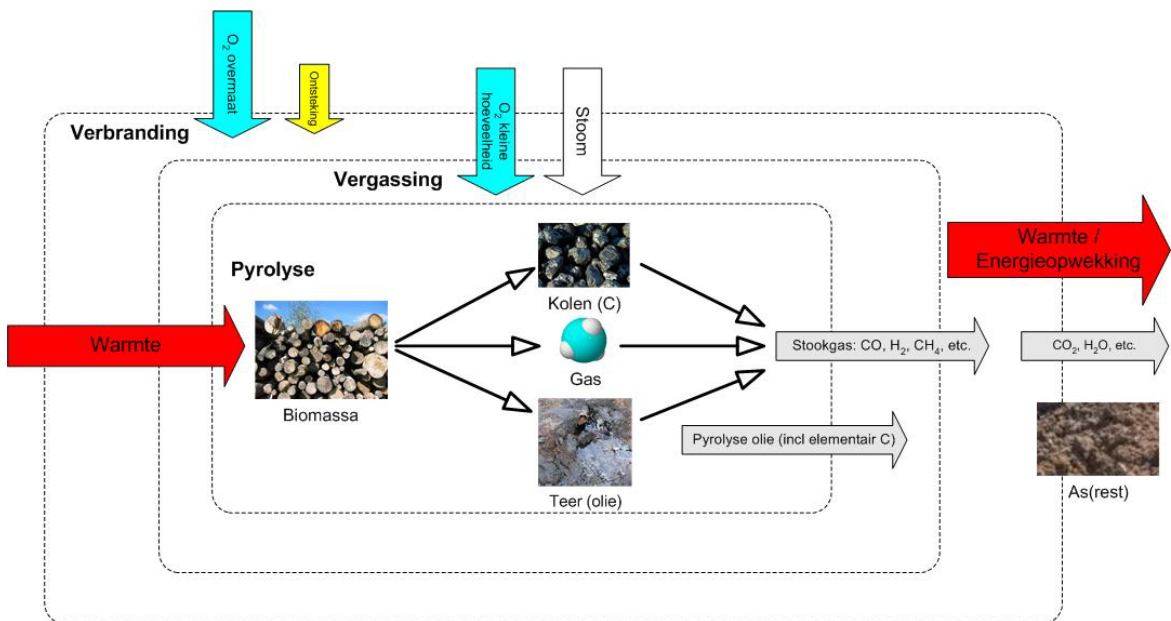 O₂ overmaat
Ontsteking
O₂ kleine
hoeveelheid
Stoom
Verbranding
Vergassing
Pyrolyse
Warmte /
Energieopwekking
Kolen (C)
Warmte
Stookgas: CO, H₂, CH₄, etc.
CO₂, H₂O, etc.
Gas
Biomassa
Pyrolyse olie (incl elementair C)
Teer (olie)
As(rest)